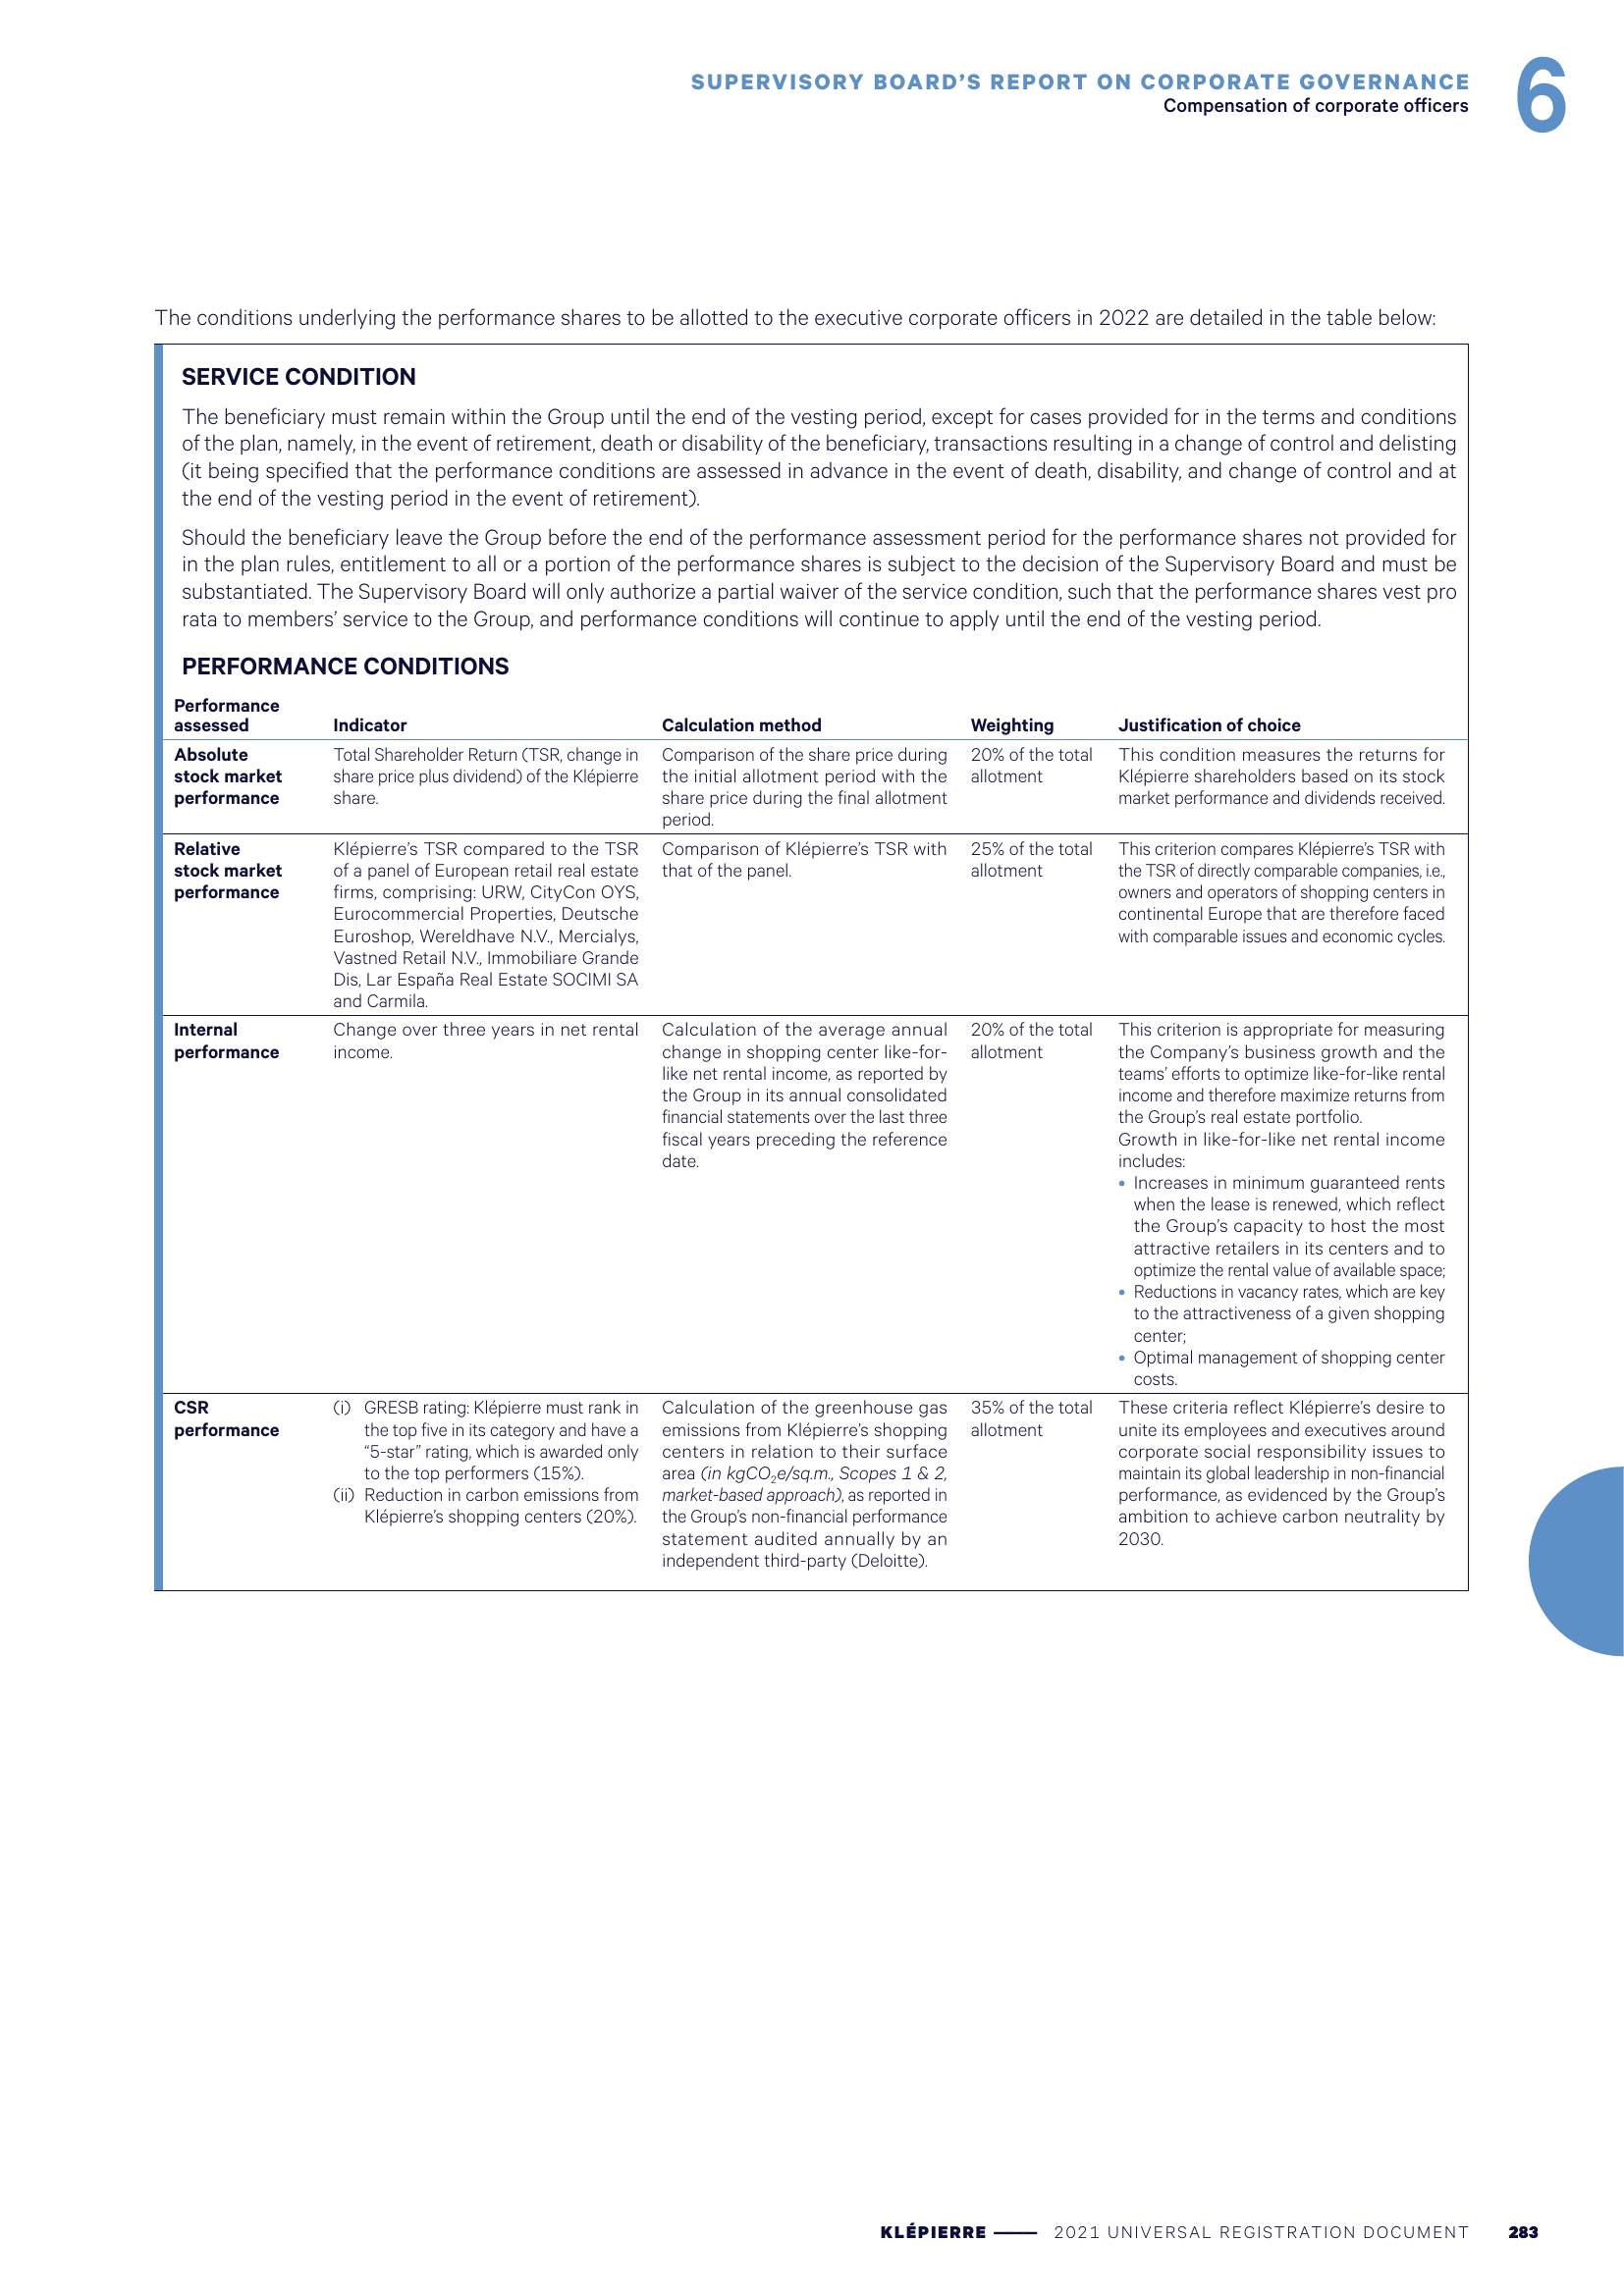 SUPERVISORY BOARD'S REPORT ON CORPORATE GOVERNANCE
Compensation of corporate officers
6
The conditions underlying the performance shares to be allotted to the executive corporate officers in 2022 are detailed in the table below:
SERVICE CONDITION
The beneficiary must remain within the Group until the end of the vesting period, except for cases provided for in the terms and conditions
of the plan, namely, in the event of retirement, death or disability of the beneficiary, transactions resulting in a change of control and delisting
(it being specified that the performance conditions are assessed in advance in the event of death, disability, and change of control and at
the end of the vesting period in the event of retirement).
Should the beneficiary leave the Group before the end of the performance assessment period for the performance shares not provided for
in the plan rules, entitlement to all or a portion of the performance shares is subject to the decision of the Supervisory Board and must be
substantiated. The Supervisory Board will only authorize a partial waiver of the service condition, such that the performance shares vest pro
rata to members' service to the Group, and performance conditions will continue to apply until the end of the vesting period.
PERFORMANCE CONDITIONS
Performance
assessed
Indicator
Calculation method
Weighting
Justification of choice
Absolute
stock market
performance
Total Shareholder Return (TSR, change in
share price plus dividend) of the Klépierre
share.
Comparison of the share price during
the initial allotment period with the
share price during the final allotment
period.
20% of the total
allotment
This condition measures the returns for
Klépierre shareholders based on its stock
market performance and dividends received.
Relative
stock market
performance
Klépierre's TSR compared to the TSR
of a panel of European retail real estate
firms, comprising: URW, CityCon OYS,
Eurocommercial Properties, Deutsche
Euroshop, Wereldhave N.V., Mercialys,
Vastned Retail N.V., Immobiliare Grande
Dis, Lar España Real Estate SOCIMI SA
and Carmila.
Comparison of Klépierre's TSR with
that of the panel.
25% of the total
allotment
This criterion compares Klépierre's TSR with
the TSR of directly comparable companies, i.e.,
owners and operators of shopping centers in
continental Europe that are therefore faced
with comparable issues and economic cycles.
Internal
performance
Change over three years in net rental
income.
Calculation of the average annual
change in shopping center like-for-
like net rental income, as reported by
the Group in its annual consolidated
financial statements over the last three
fiscal years preceding the reference
date.
20% of the total
allotment
This criterion is appropriate for measuring
the Company's business growth and the
teams' efforts to optimize like-for-like rental
income and therefore maximize returns from
the Group's real estate portfolio.
Growth in like-for-like net rental income
includes:
• Increases in minimum guaranteed rents
when the lease is renewed, which reflect
the Group's capacity to host the most
attractive retailers in its centers and to
optimize the rental value of available space;
• Reductions in vacancy rates, which are key
to the attractiveness of a given shopping
center;
• Optimal management of shopping center
costs.
CSR
performance
(i) GRESB rating: Klépierre must rank in
the top five in its category and have a
“5-star” rating, which is awarded only
to the top performers (15%).
(ii) Reduction in carbon emissions from
Klépierre's shopping centers (20%).
Calculation of the greenhouse gas
emissions from Klépierre's shopping
centers in relation to their surface
area (in kgCO₂e/sq.m., Scopes 1 & 2,
market-based approach), as reported in
the Group's non-financial performance
statement audited annually by an
independent third-party (Deloitte).
35% of the total
allotment
These criteria reflect Klépierre's desire to
unite its employees and executives around
corporate social responsibility issues to
maintain its global leadership in non-financial
performance, as evidenced by the Group's
ambition to achieve carbon neutrality by
2030.
KLÉPIERRE — 2021 UNIVERSAL REGISTRATION DOCUMENT 283